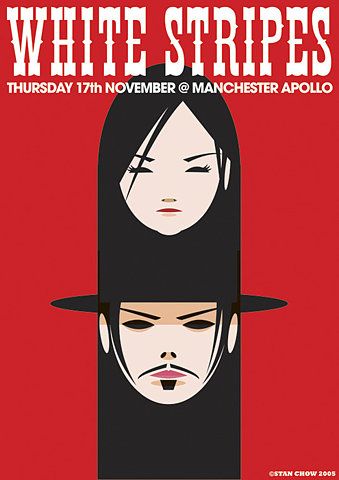 WHITE STRIPES
THURSDAY 17th NOVEMBER @ MANCHESTER APOLLO
©STAN CHOW 2005